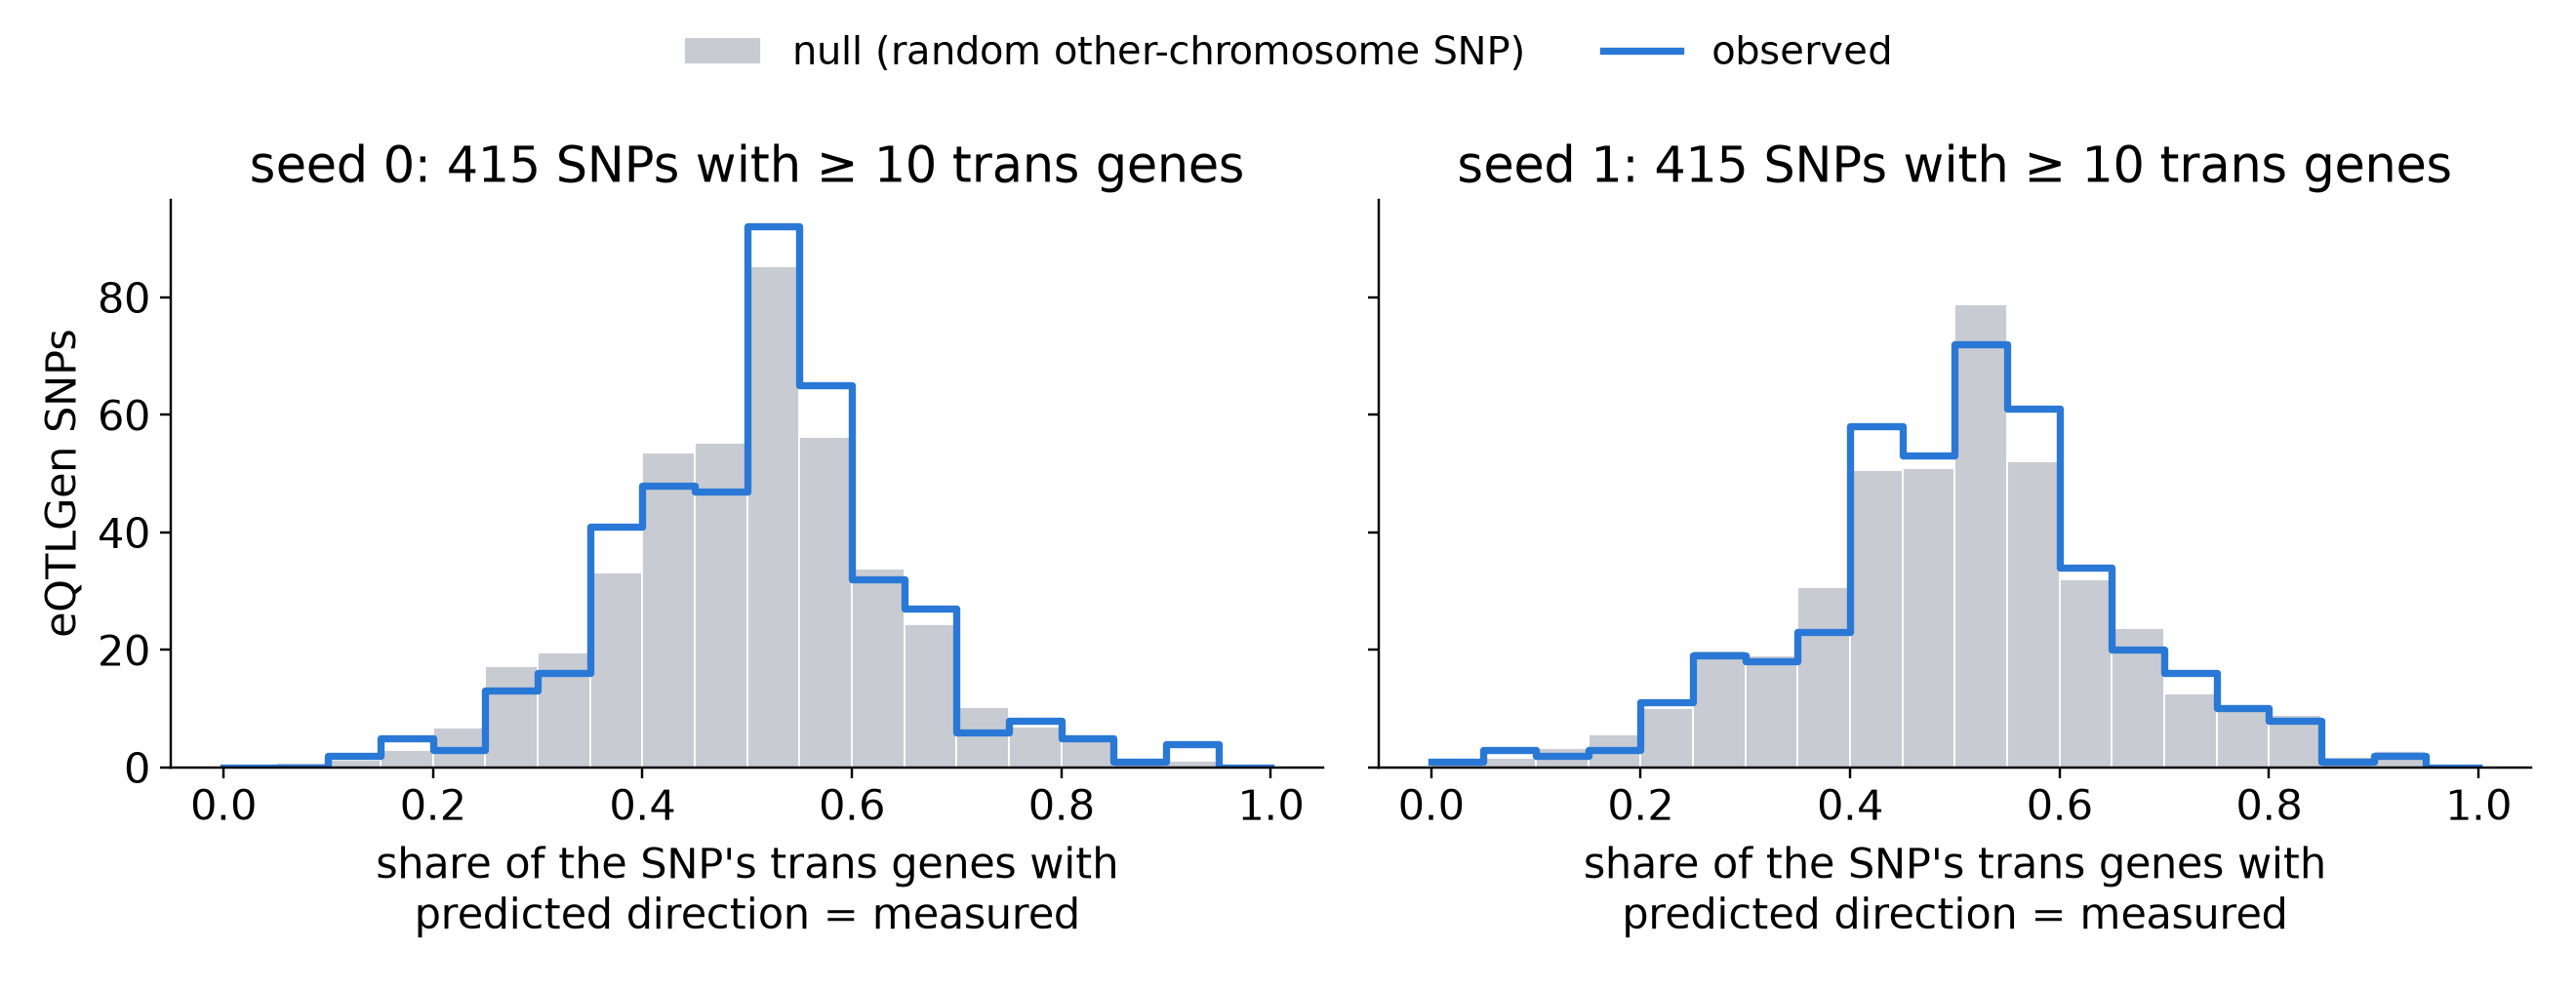 null (random other-chromosome SNP)
observed
seed 0: 415 SNPs with ≥ 10 trans genes
seed 1: 415 SNPs with ≥ 10 trans genes
eQTLGen SNPs
80
60
40
20
0
0.0 0.2 0.4 0.6 0.8 1.0
0.0 0.2 0.4 0.6 0.8 1.0
share of the SNP's trans genes with
predicted direction = measured
share of the SNP's trans genes with
predicted direction = measured